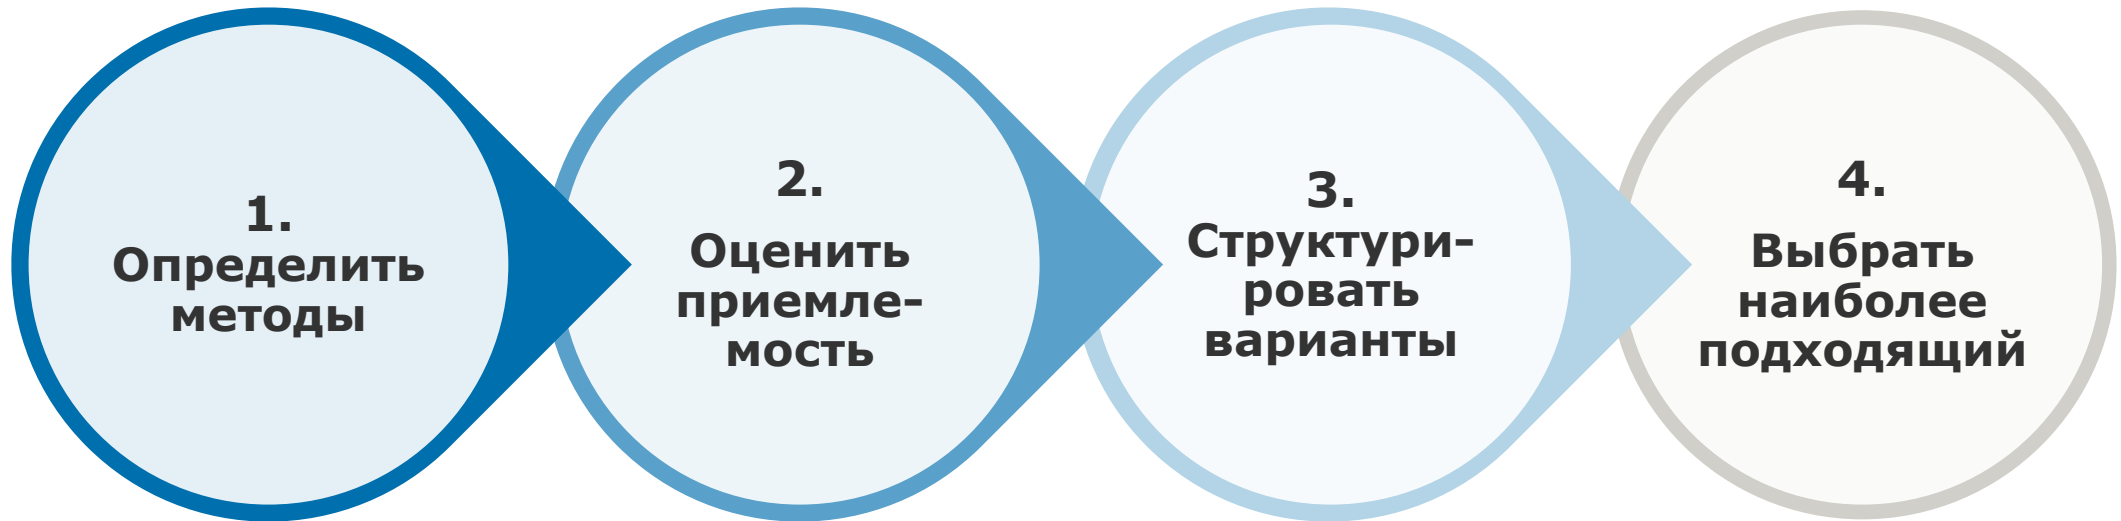 1.
Определить
методы
2.
Оценить
приемле-
мость
3.
Структури-
ровать
варианты
4.
Выбрать
наиболее
подходящий